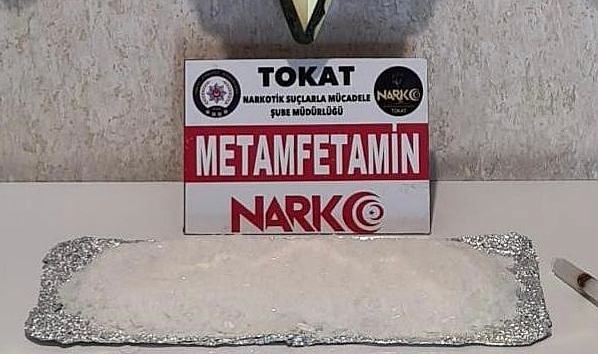 TOKAT
NARKOTİK SUÇLARLA MÜCADELE
ŞUBE MÜDÜRLÜĞÜ
NARKO
TOKAT
METAMFETAMİN
NARKO